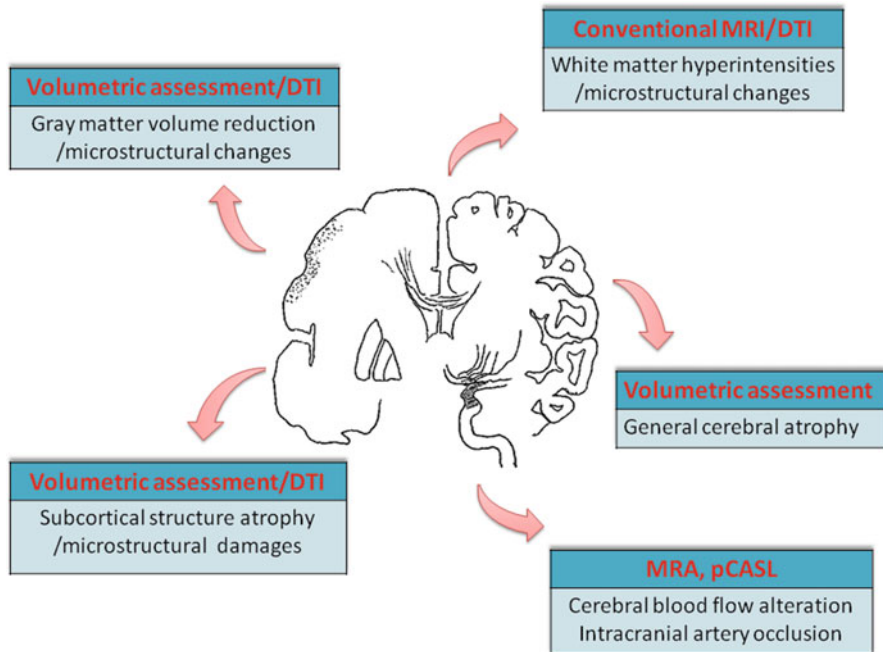 Conventional MRI/DTI
White matter hyperintensities
/microstructural changes
Volumetric assessment/DTI
Gray matter volume reduction
/microstructural changes
Volumetric assessment
General cerebral atrophy
Volumetric assessment/DTI
Subcortical structure atrophy
/microstructural damages
MRA, pCASL
Cerebral blood flow alteration
Intracranial artery occlusion